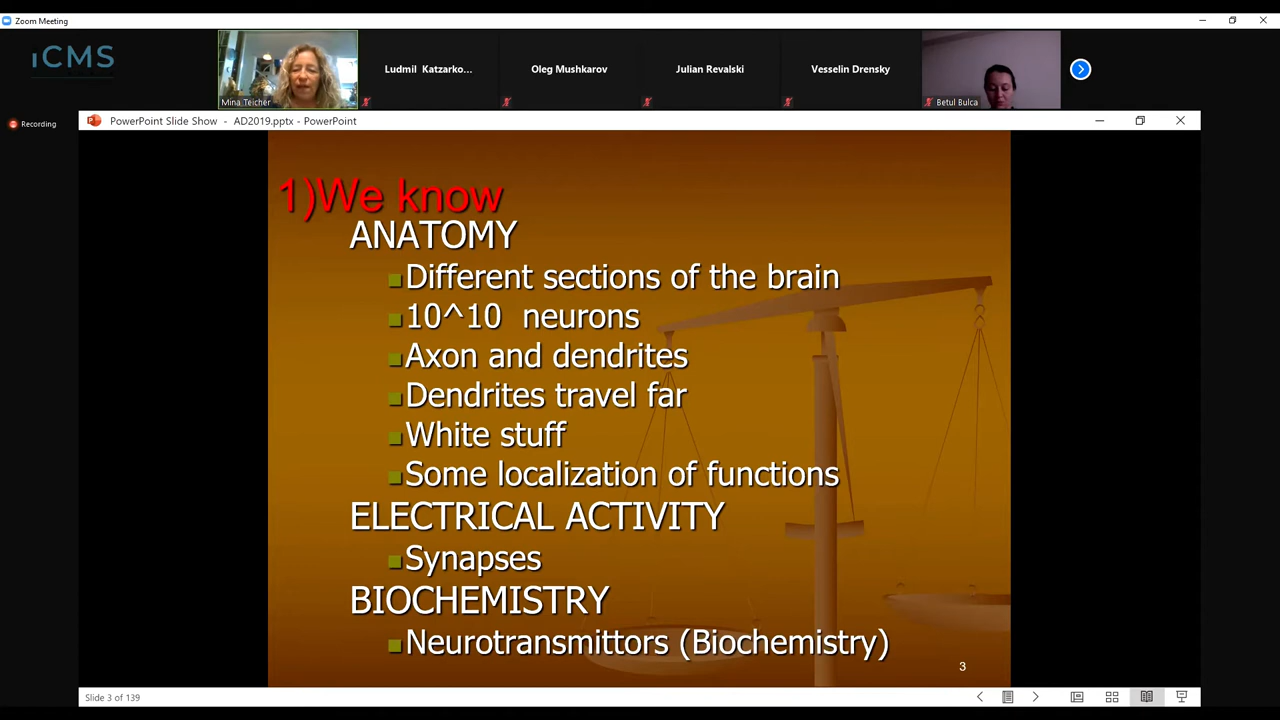 Zoom Meeting
iCMS
Mina Teicher
Ludmil Katzarko...
Oleg Mushkarov
Julian Revalski
Vesselin Drensky
Betul Bulca
Recording
PowerPoint Slide Show - AD2019.pptx - PowerPoint
1)We know
ANATOMY
Different sections of the brain
10^10 neurons
Axon and dendrites
Dendrites travel far
White stuff
Some localization of functions
ELECTRICAL ACTIVITY
Synapses
BIOCHEMISTRY
Neurotransmittors (Biochemistry)
3
Slide 3 of 139